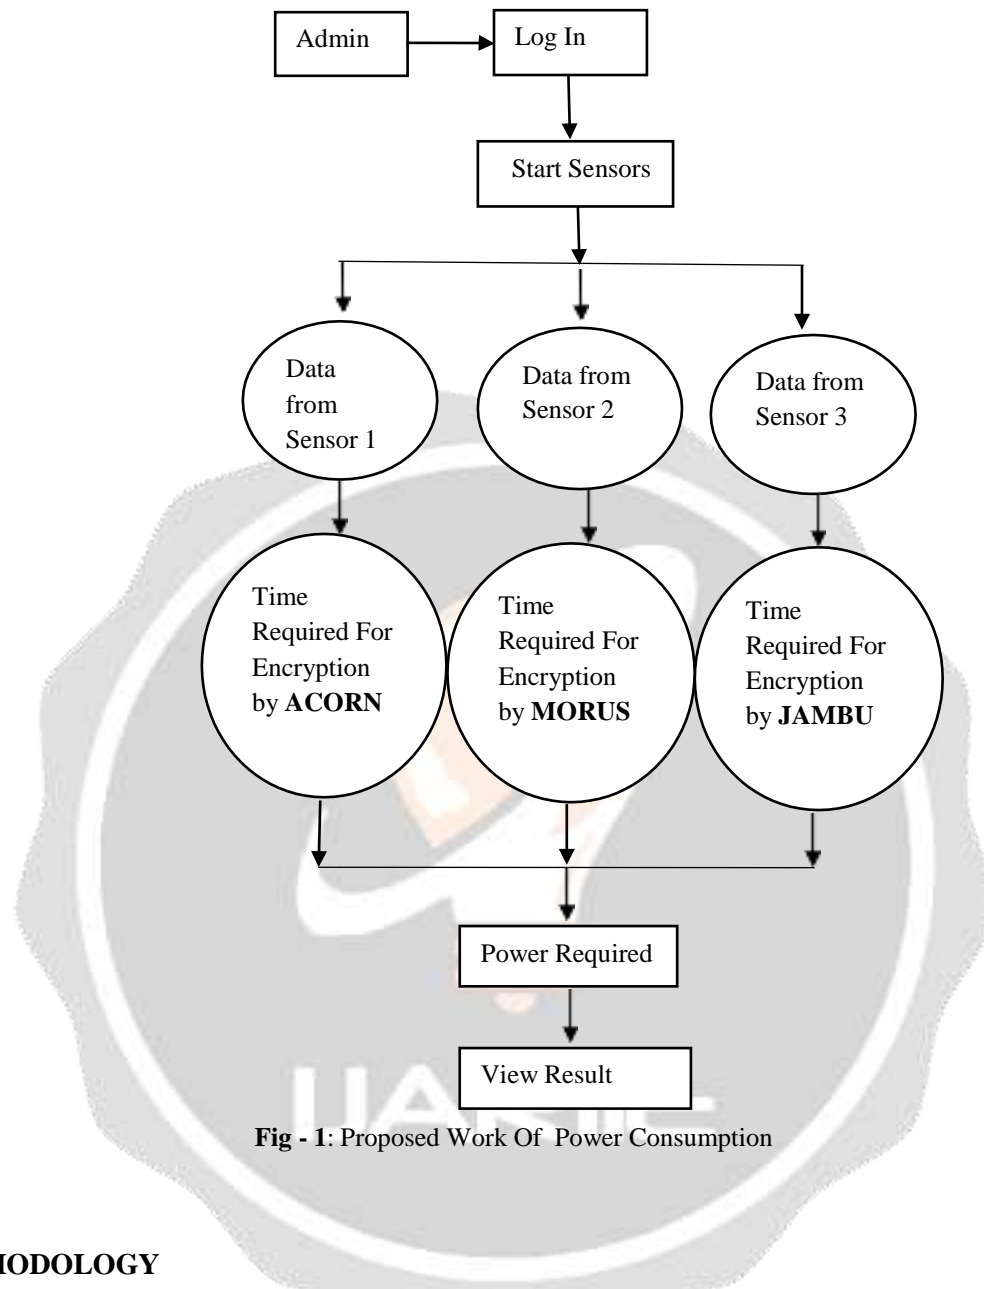 Admin
Log In
Start Sensors
Data
from
Sensor 1
Data from
Sensor 2
Data from
Sensor 3
Time
Required For
Encryption
by ACORN
Time
Required For
Encryption
by MORUS
Time
Required For
Encryption
by JAMBU
Power Required
View Result
Fig - 1: Proposed Work Of Power Consumption